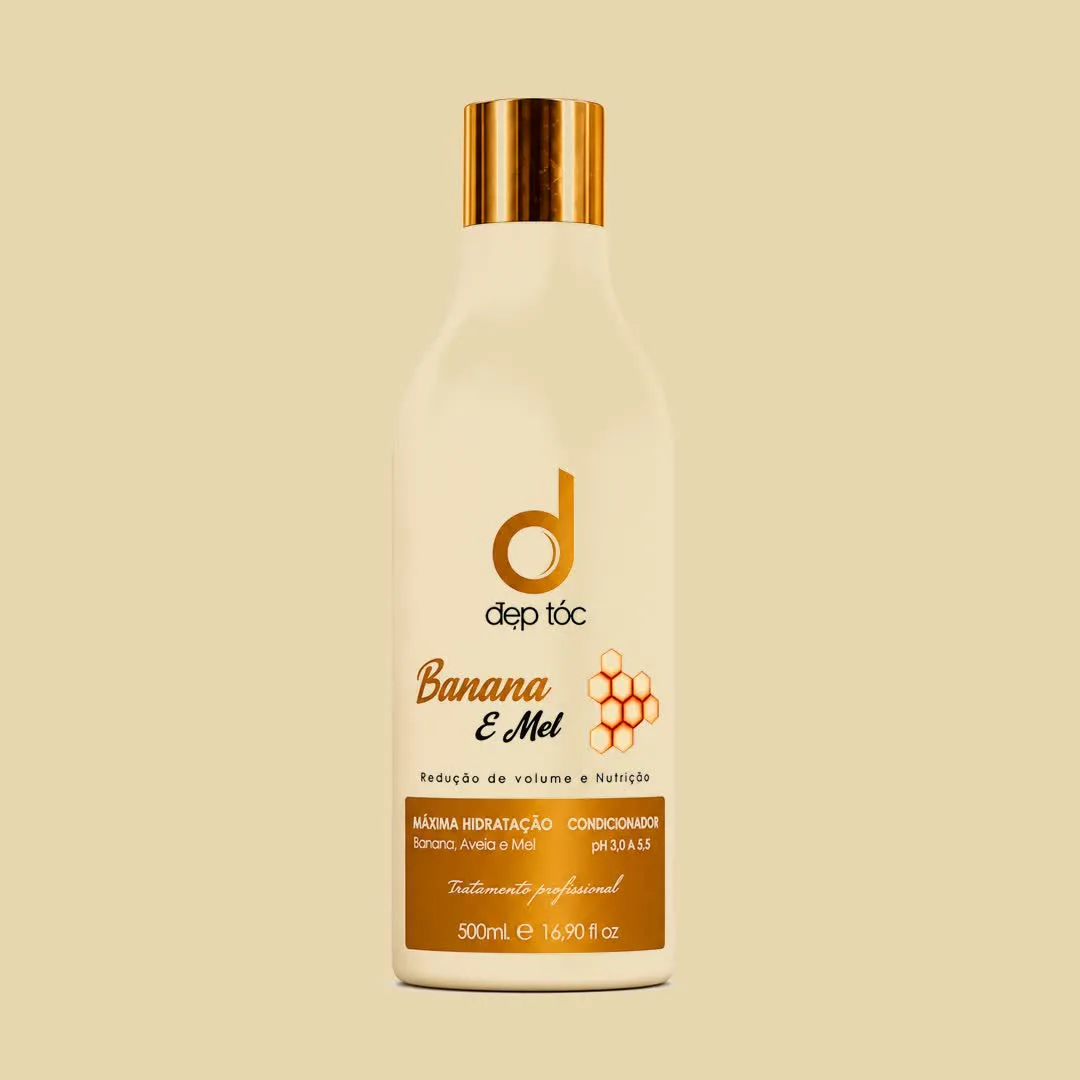 đẹp tóc
Banana
E Mel
Redução de volume e Nutrição
MÁXIMA HIDRATAÇÃO CONDICIONADOR
Banana, Aveia e Mel pH 3,0 A 5,5
Tratamento profissional
500ml. ℮ 16,90 fl oz